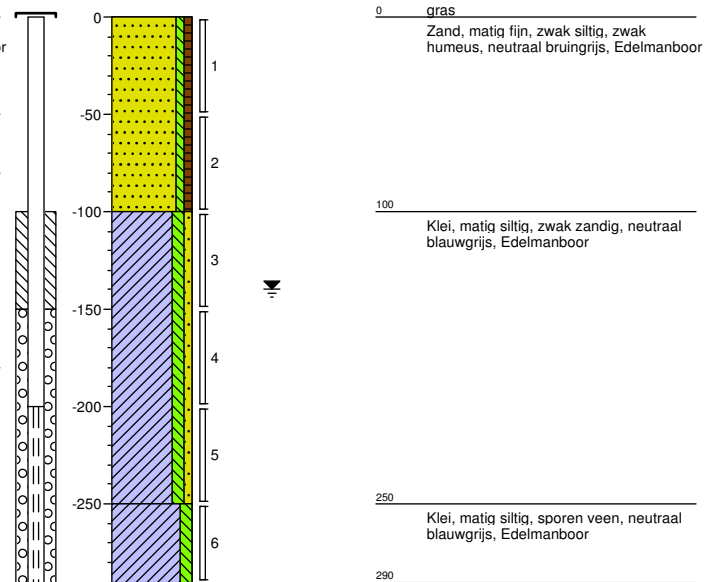 0
gras
Zand, matig fijn, zwak siltig, zwak
humeus, neutraal bruingrijs, Edelmanboor
or
0
1
-50
2
-100
100
Klei, matig siltig, zwak zandig, neutraal
blauwgrijs, Edelmanboor
3
-150
4
-200
5
-250
250
Klei, matig siltig, sporen veen, neutraal
blauwgrijs, Edelmanboor
6
290